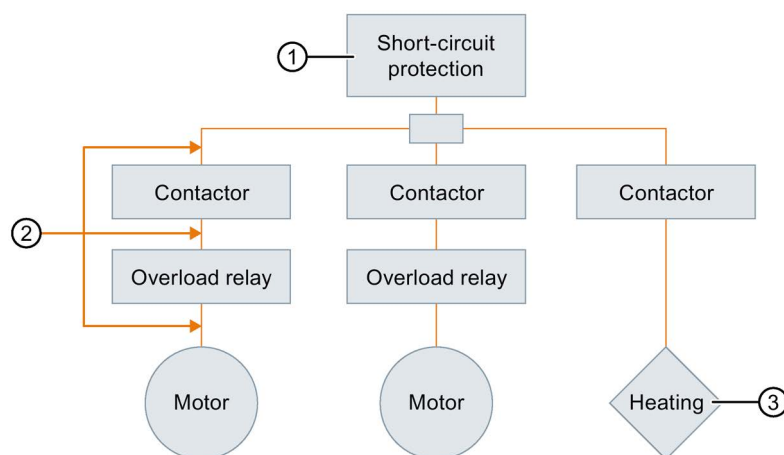 1
Short-circuit
protection
Contactor
Contactor
Contactor
2
Overload relay
Overload relay
Motor
Motor
Heating
3